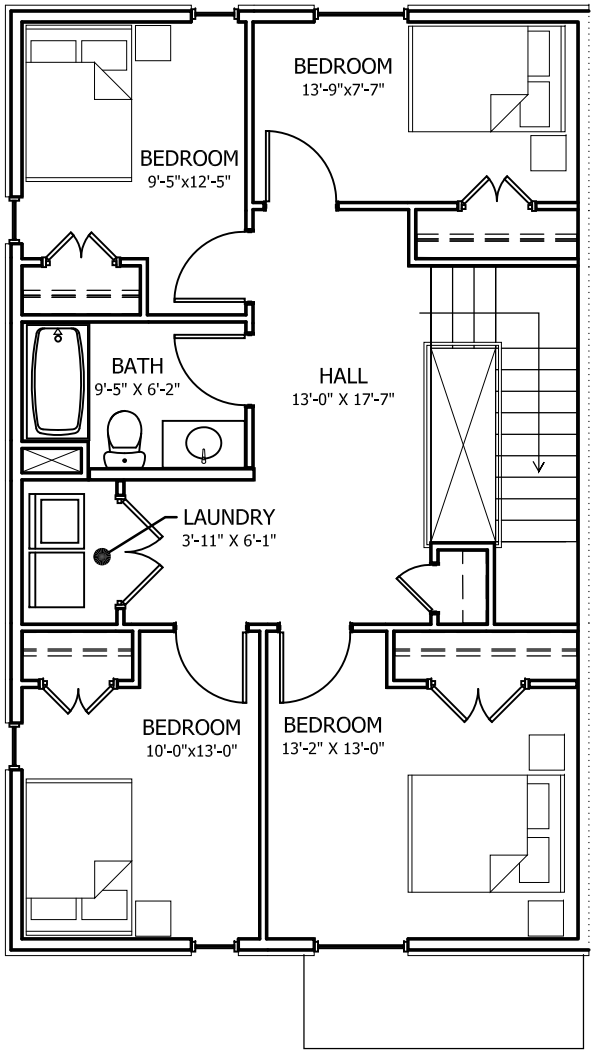 BEDROOM
13'-9"x7'-7"
BEDROOM
9'-5"x12'-5"
BATH
9'-5" X 6'-2"
HALL
13'-0" X 17'-7"
LAUNDRY
3'-11" X 6'-1"
BEDROOM
10'-0"x13'-0"
BEDROOM
13'-2" X 13'-0"